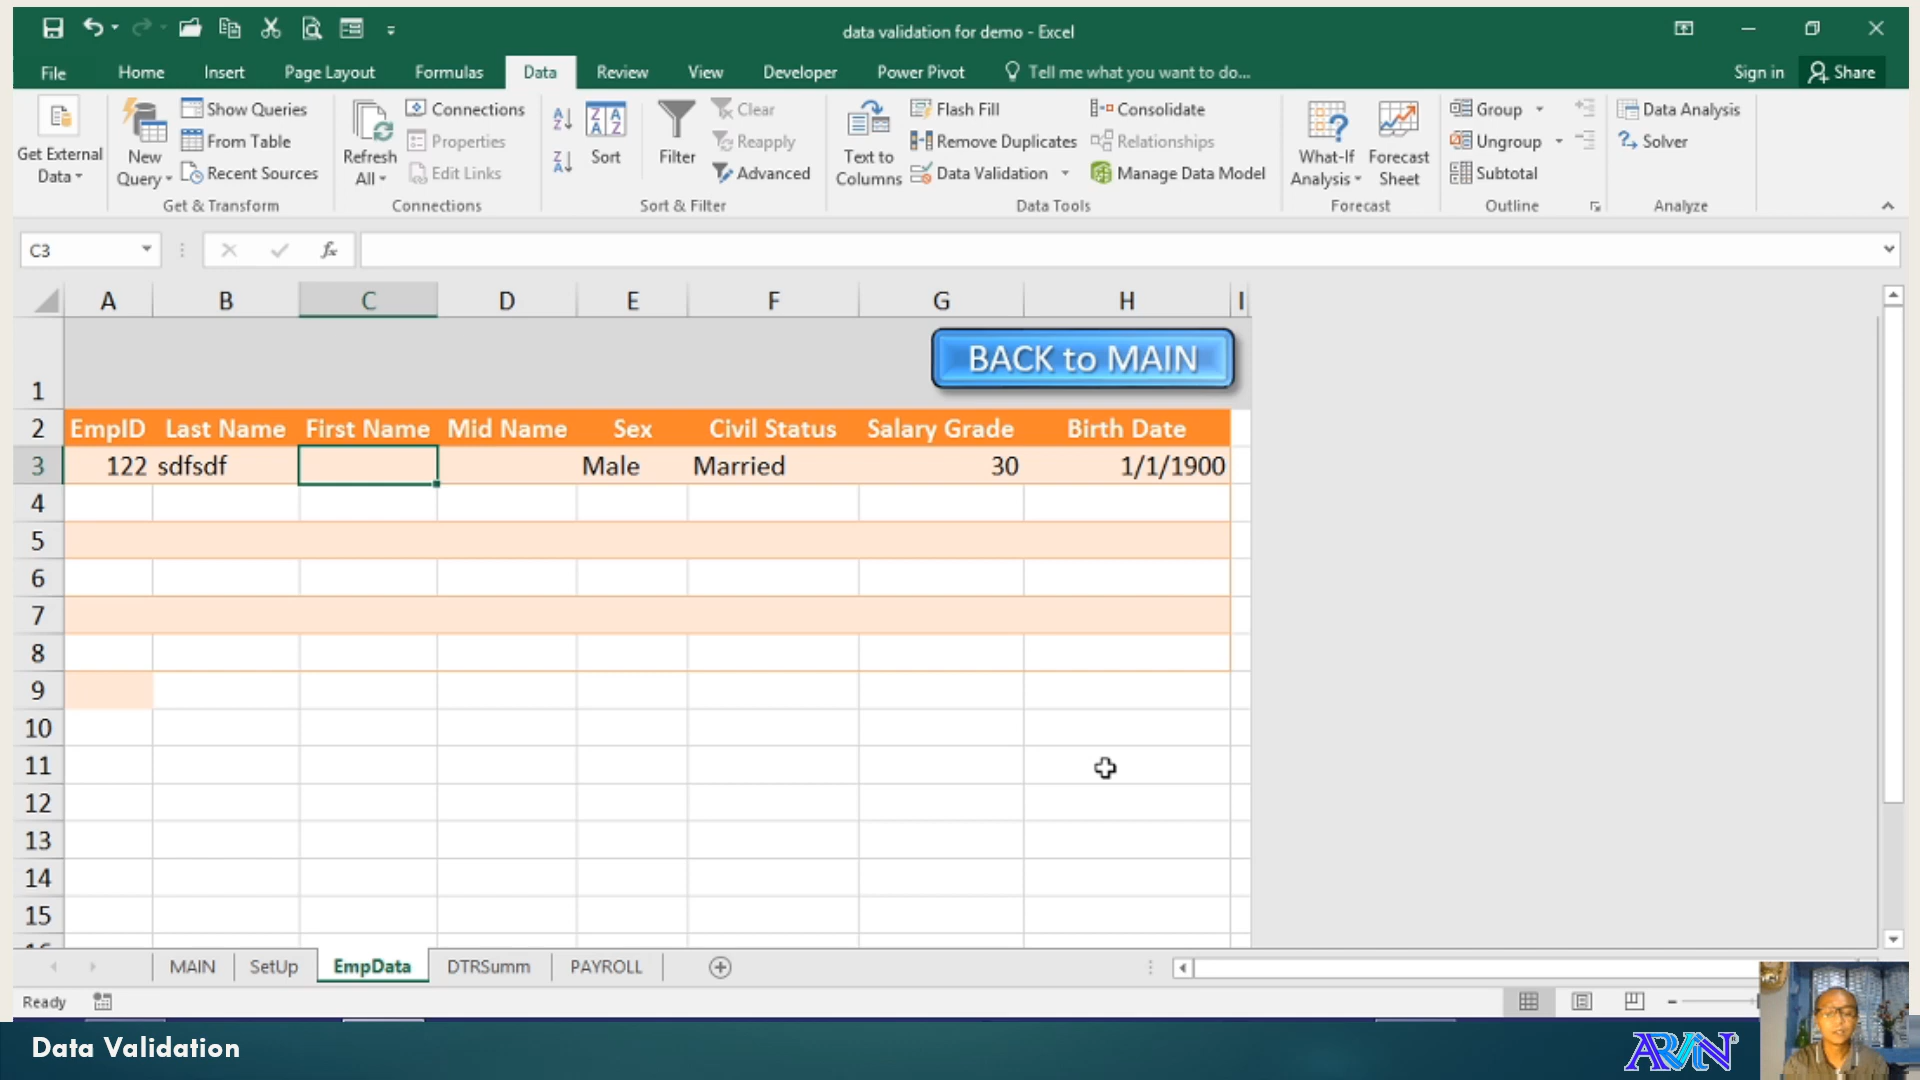 data validation for demo - Excel
File Home Insert Page Layout Formulas Data Review View Developer Power Pivot Tell me what you want to do... Sign in Share
Get External Data
New Query
Show Queries
From Table
Recent Sources
Get & Transform
Refresh All
Connections
Properties
Edit Links
Connections
Sort
Filter
Clear
Reapply
Advanced
Sort & Filter
Text to Columns
Flash Fill
Remove Duplicates
Data Validation
Consolidate
Relationships
Manage Data Model
Data Tools
What-If Analysis
Forecast Sheet
Forecast
Group
Ungroup
Subtotal
Outline
Data Analysis
Solver
Analyze
C3 fx
A B C D E F G H I
BACK to MAIN
1
2 EmpID Last Name First Name Mid Name Sex Civil Status Salary Grade Birth Date
3 122 sdfsdf Male Married 30 1/1/1900
4
5
6
7
8
9
10
11
12
13
14
15
MAIN SetUp EmpData DTRSumm PAYROLL
Ready
Data Validation ARVIN